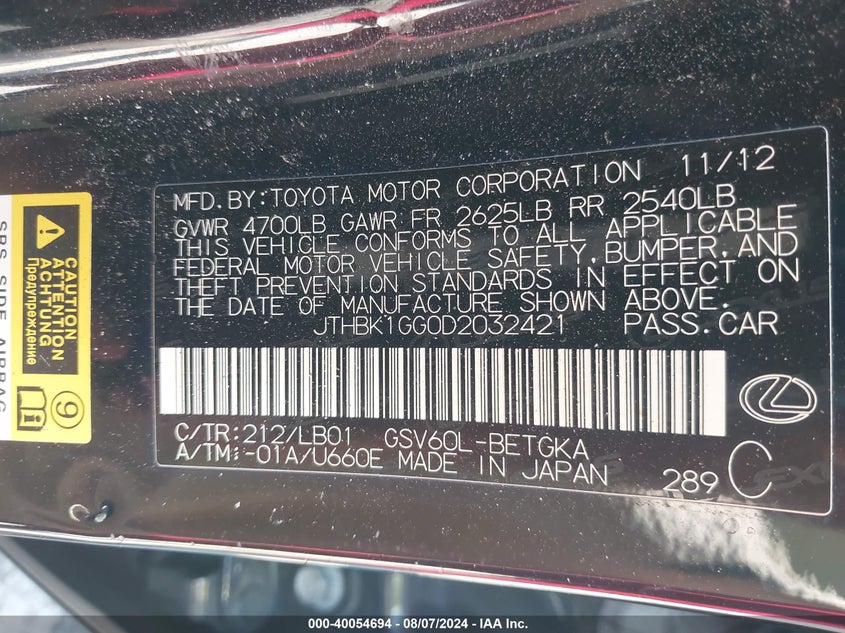 MFD. BY: TOYOTA MOTOR CORPORATION 11/12
GVWR 4700LB GAWR FR 2625LB RR 2540LB
THIS VEHICLE CONFORMS TO ALL APPLICABLE
FEDERAL MOTOR VEHICLE SAFETY, BUMPER, AND
THEFT PREVENTION STANDARDS IN EFFECT ON
THE DATE OF MANUFACTURE SHOWN ABOVE.
JTHBK1GG0D2032421 PASS. CAR
C/TR: 212/LB01 GSV60L-BETGKA
A/TM: -01A/U660E MADE IN JAPAN
289 C
CAUTION
ATTENTION
ACHTUNG
Предупреждение
9
SRS SIDE AIRBAG
000-40054694 - 08/07/2024 - IAA Inc.